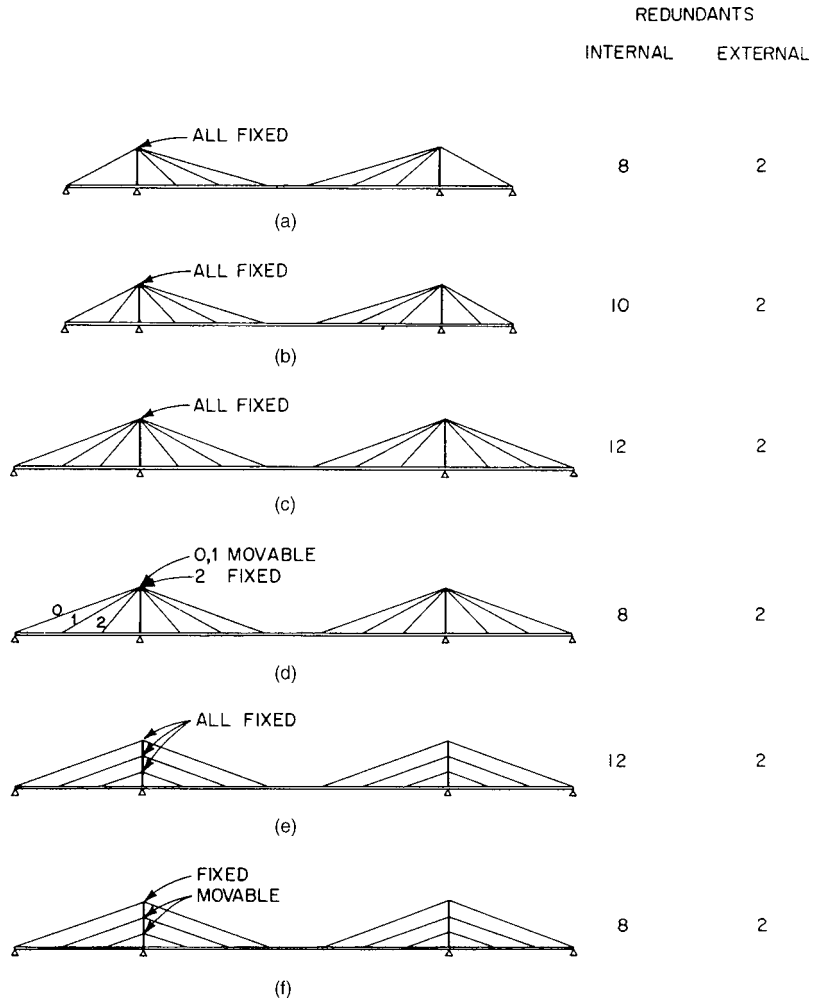 REDUNDANTS
INTERNAL EXTERNAL
ALL FIXED
8 2
(a)
ALL FIXED
10 2
(b)
ALL FIXED
12 2
(c)
0,1 MOVABLE
2 FIXED
0
1
2
8 2
(d)
ALL FIXED
12 2
(e)
FIXED
MOVABLE
8 2
(f)